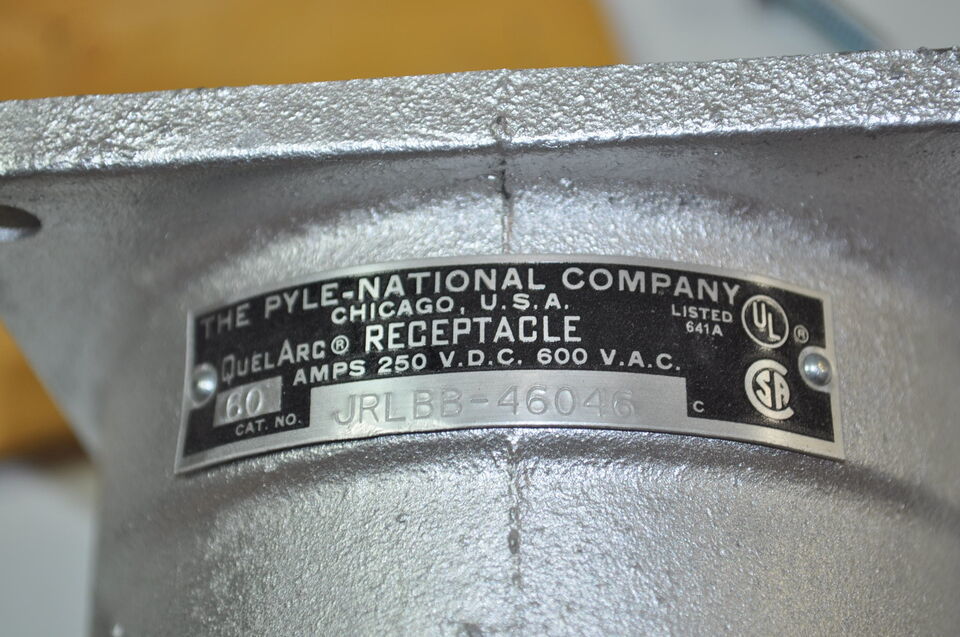 THE PYLE-NATIONAL COMPANY
CHICAGO, U.S.A.
LISTED
641A
UL ®
QUELARC® RECEPTACLE
60 AMPS 250 V.D.C. 600 V.A.C.
CAT. NO. JRLBB-46046 C
SA